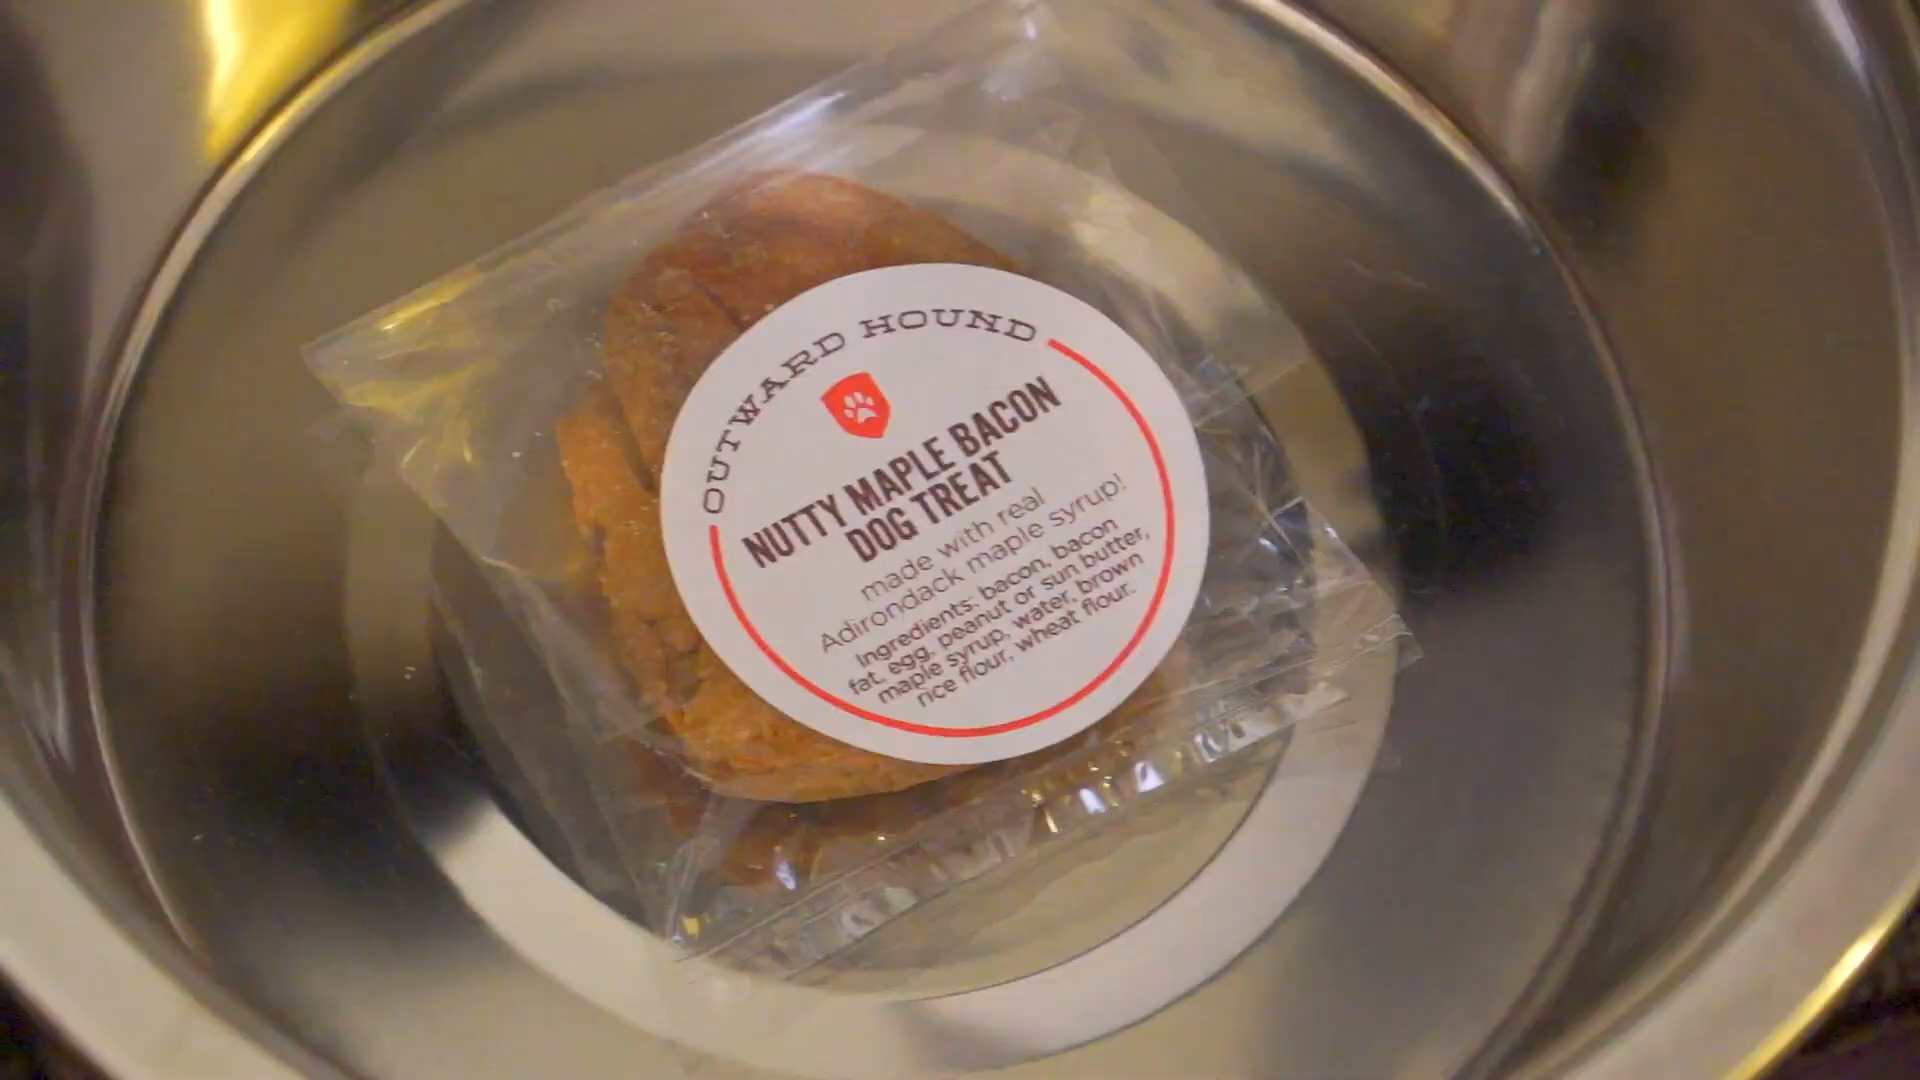 OUTWARD HOUND
NUTTY MAPLE BACON
DOG TREAT
made with real
Adirondack maple syrup!
Ingredients: bacon, bacon
fat, egg, peanut or sun butter,
maple syrup, water, brown
rice flour, wheat flour.